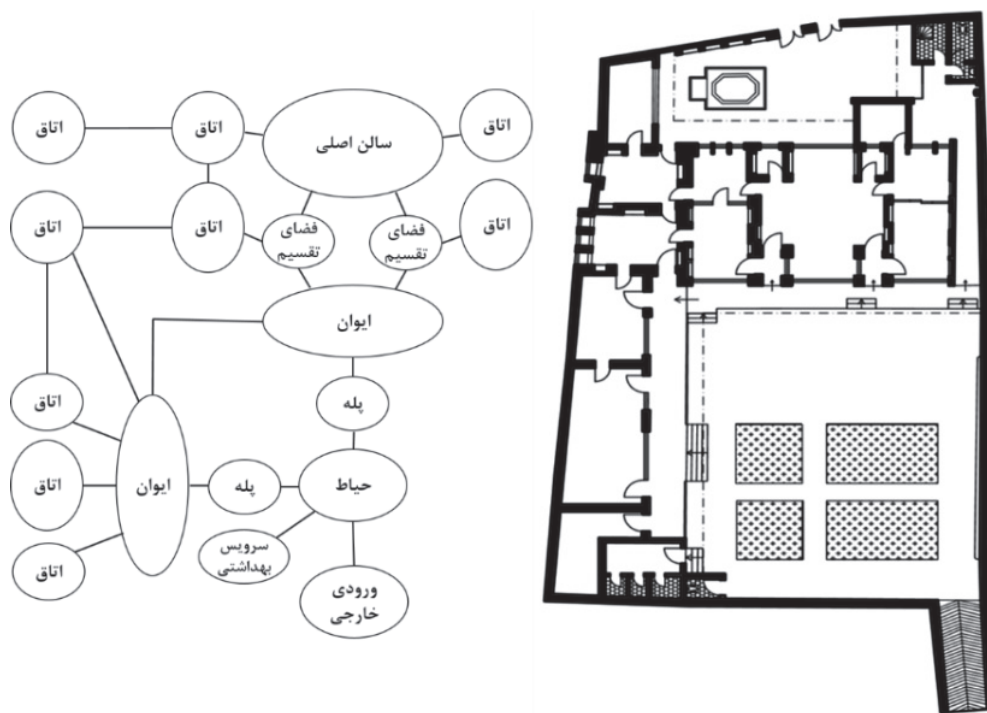 اتاق
سالن اصلی
اتاق
اتاق
اتاق
فضای
تقسیم
فضای
تقسیم
اتاق
اتاق
ایوان
پله
اتاق
حیاط
پله
ایوان
اتاق
سرویس
بهداشتی
اتاق
ورودی
خارجی